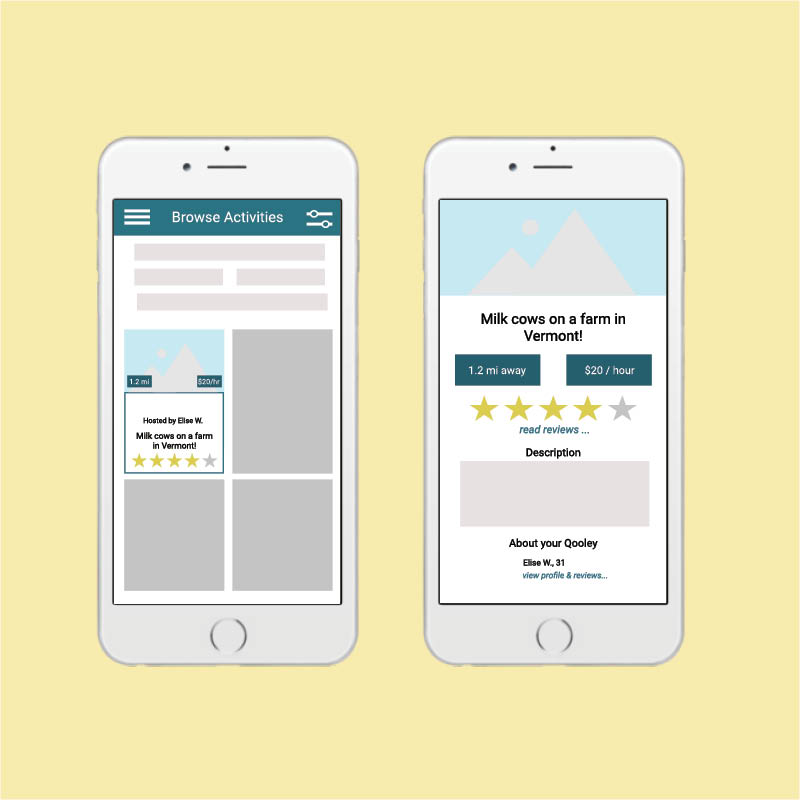 Browse Activities
1.2 mi
$20/hr
Hosted by Elise W.
Milk cows on a farm
in Vermont!
Milk cows on a farm in
Vermont!
1.2 mi away
$20 / hour
read reviews ...
Description
About your Qooley
Elise W., 31
view profile & reviews...